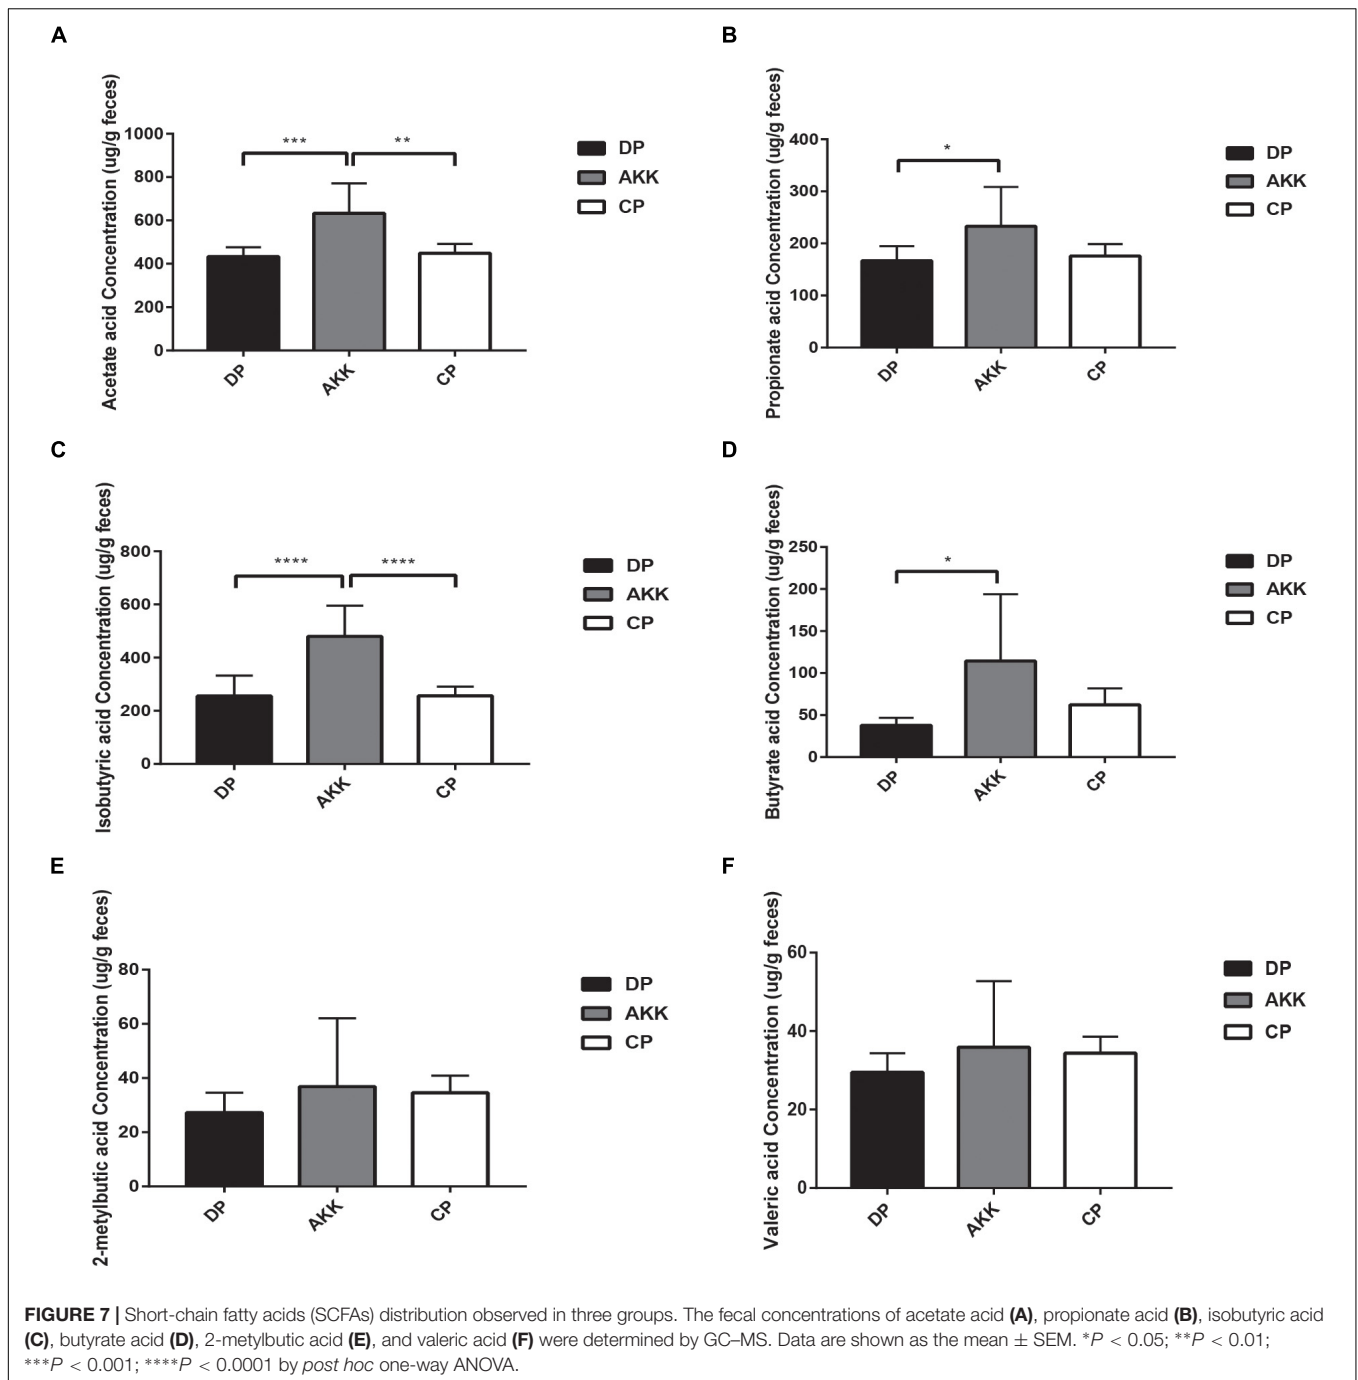 A
Acetate acid Concentration (ug/g feces)
1000
800
600
400
200
0
***
**
DP
AKK
CP
DP
AKK
CP
B
Propionate acid Concentration (ug/g feces)
400
300
200
100
0
*
DP
AKK
CP
DP
AKK
CP
C
Isobutyric acid Concentration (ug/g feces)
800
600
400
200
0
****
****
DP
AKK
CP
DP
AKK
CP
D
Butyrate acid Concentration (ug/g feces)
250
200
150
100
50
0
*
DP
AKK
CP
DP
AKK
CP
E
2-metylbutic acid Concentration (ug/g feces)
80
60
40
20
0
DP
AKK
CP
DP
AKK
CP
F
Valeric acid Concentration (ug/g feces)
60
40
20
0
DP
AKK
CP
DP
AKK
CP
FIGURE 7 | Short-chain fatty acids (SCFAs) distribution observed in three groups. The fecal concentrations of acetate acid (A), propionate acid (B), isobutyric acid
(C), butyrate acid (D), 2-metylbutic acid (E), and valeric acid (F) were determined by GC–MS. Data are shown as the mean ± SEM. *P < 0.05; **P < 0.01;
***P < 0.001; ****P < 0.0001 by post hoc one-way ANOVA.